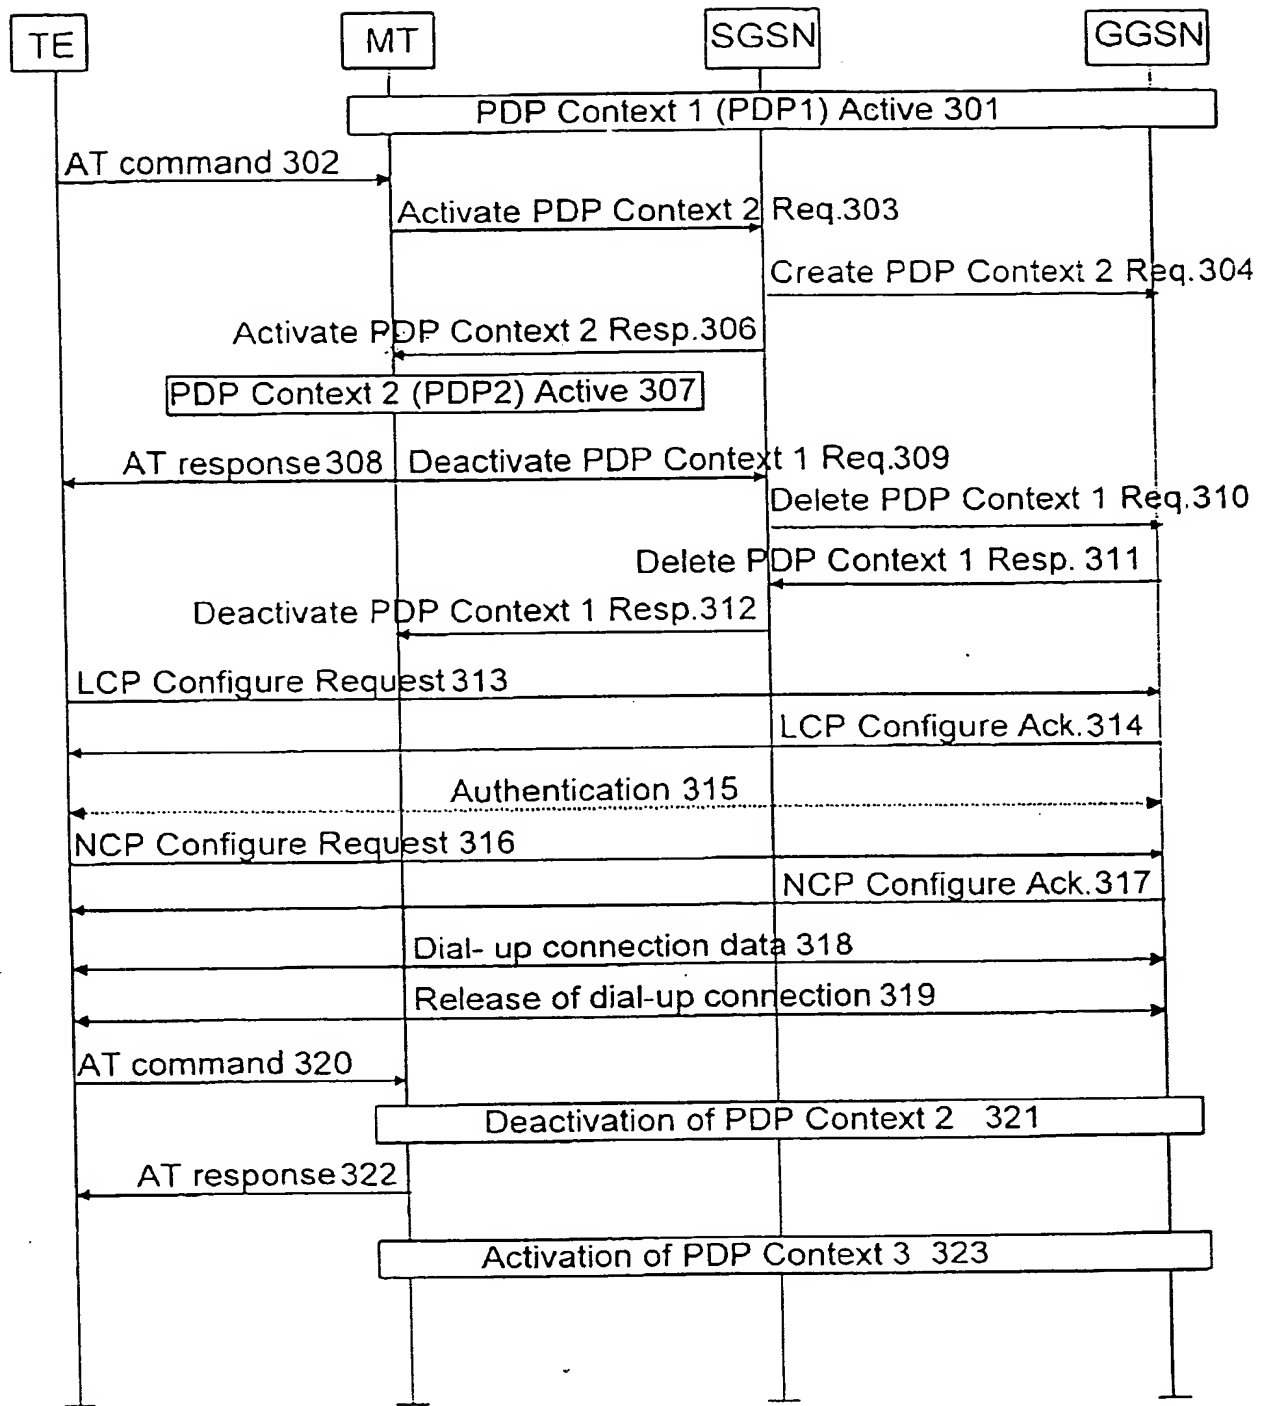 TE
MT
SGSN
GGSN
PDP Context 1 (PDP1) Active 301
AT command 302
Activate PDP Context 2 Req.303
Create PDP Context 2 Req.304
Activate PDP Context 2 Resp.306
PDP Context 2 (PDP2) Active 307
AT response 308
Deactivate PDP Context 1 Req.309
Delete PDP Context 1 Req.310
Delete PDP Context 1 Resp. 311
Deactivate PDP Context 1 Resp.312
LCP Configure Request 313
LCP Configure Ack.314
Authentication 315
NCP Configure Request 316
NCP Configure Ack.317
Dial- up connection data 318
Release of dial-up connection 319
AT command 320
Deactivation of PDP Context 2 321
AT response 322
Activation of PDP Context 3 323